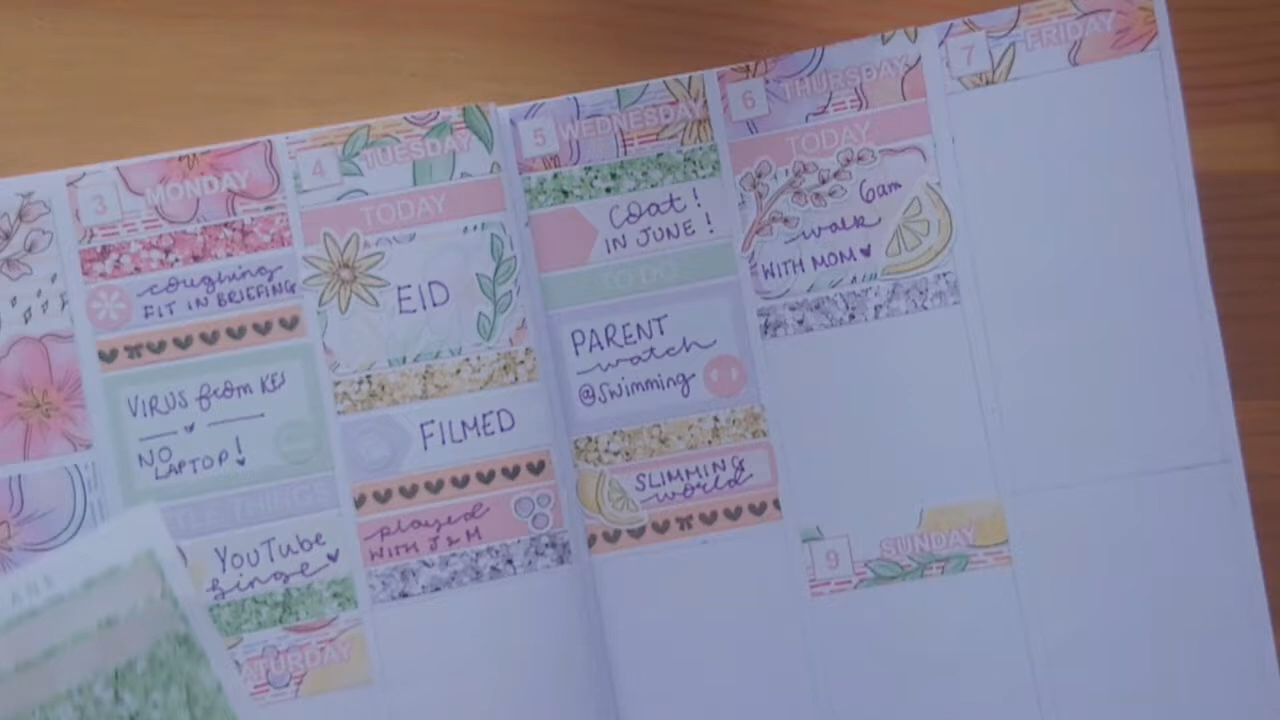 3 MONDAY
coughing
FIT IN BRIEFING
VIRUS from KES
NO
LAPTOP!
THINGS
YouTube
binge
ATURDAY
4 TUESDAY
TODAY
EID
FILMED
played
WITH J & M
5 WEDNESDAY
coat!
IN JUNE!
TO DO
PARENT
watch
@swimming
SLIMMING
world
6 THURSDAY
TODAY
6am
walk
WITH MOM
9 SUNDAY
7 FRIDAY